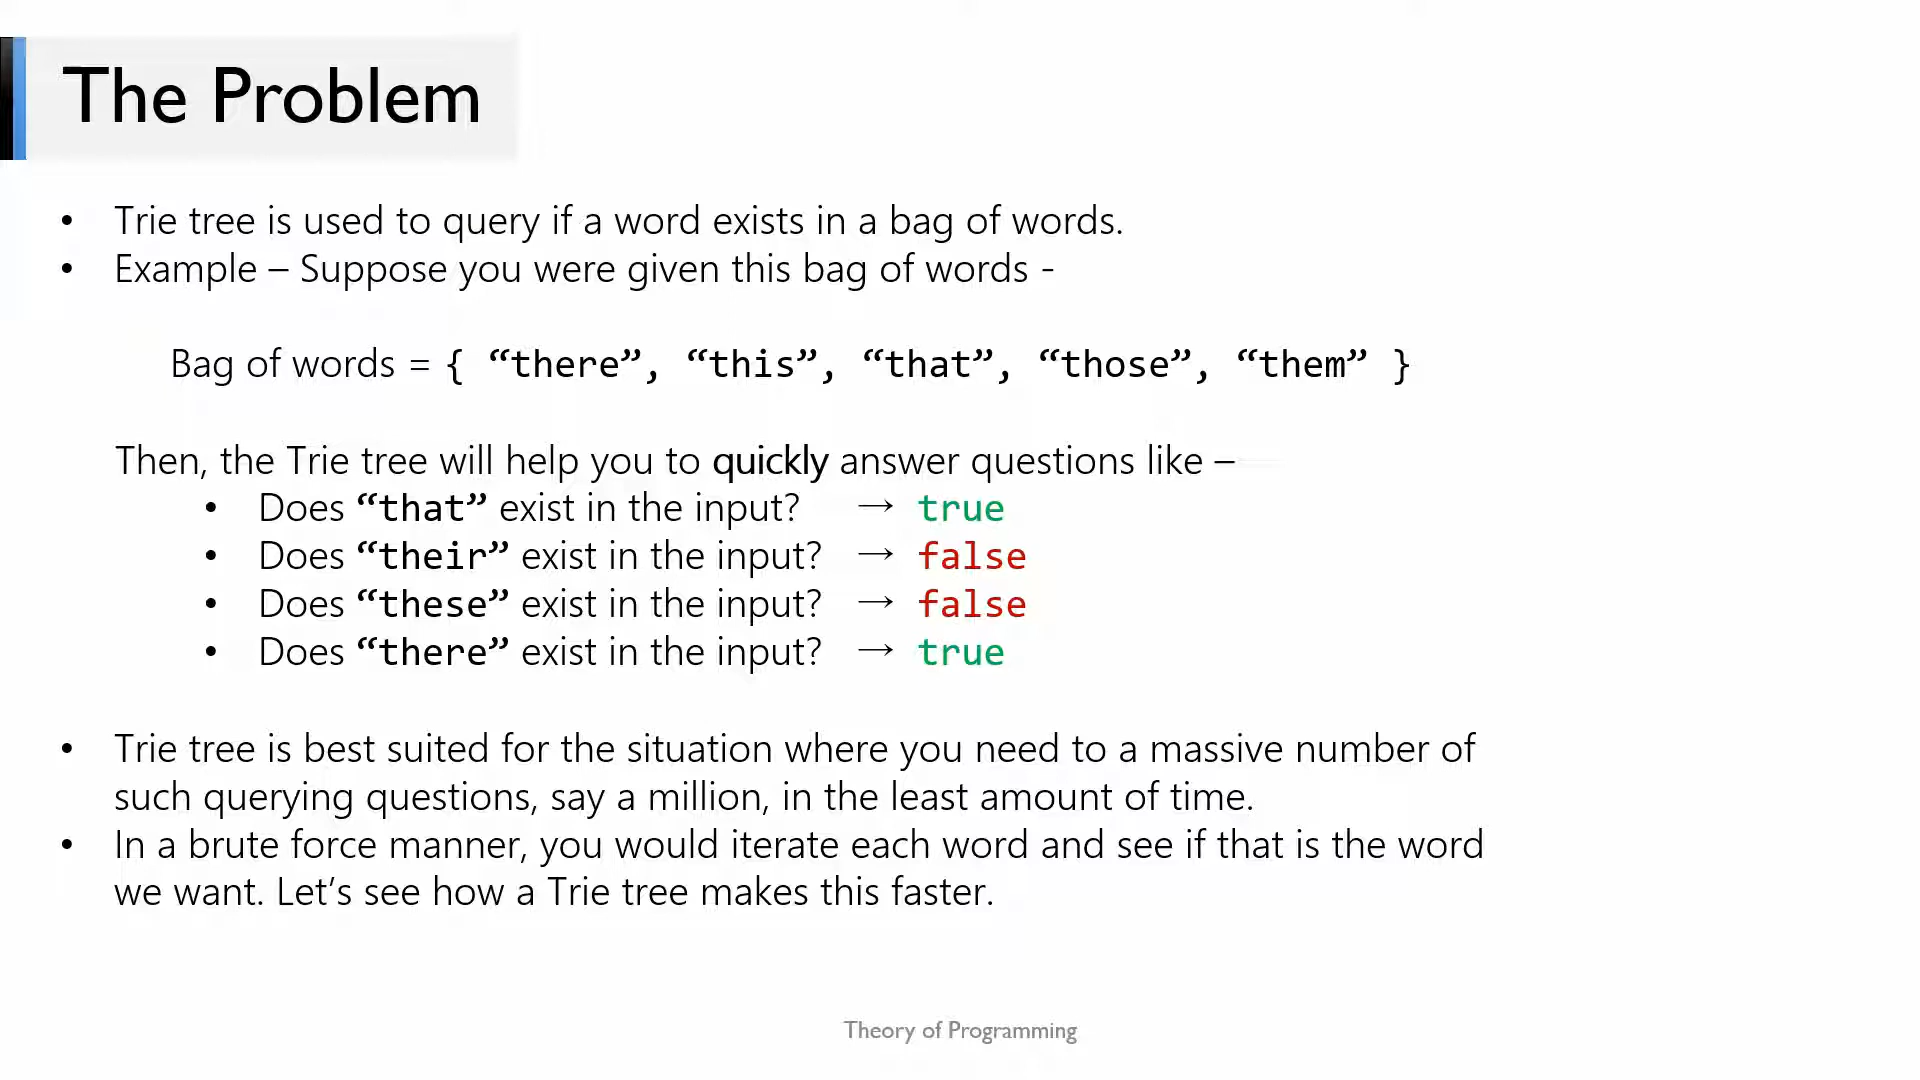 The Problem
• Trie tree is used to query if a word exists in a bag of words.
• Example – Suppose you were given this bag of words -
Bag of words = { “there”, “this”, “that”, “those”, “them” }
Then, the Trie tree will help you to quickly answer questions like –
• Does “that” exist in the input? → true
• Does “their” exist in the input? → false
• Does “these” exist in the input? → false
• Does “there” exist in the input? → true
• Trie tree is best suited for the situation where you need to a massive number of
such querying questions, say a million, in the least amount of time.
• In a brute force manner, you would iterate each word and see if that is the word
we want. Let’s see how a Trie tree makes this faster.
Theory of Programming